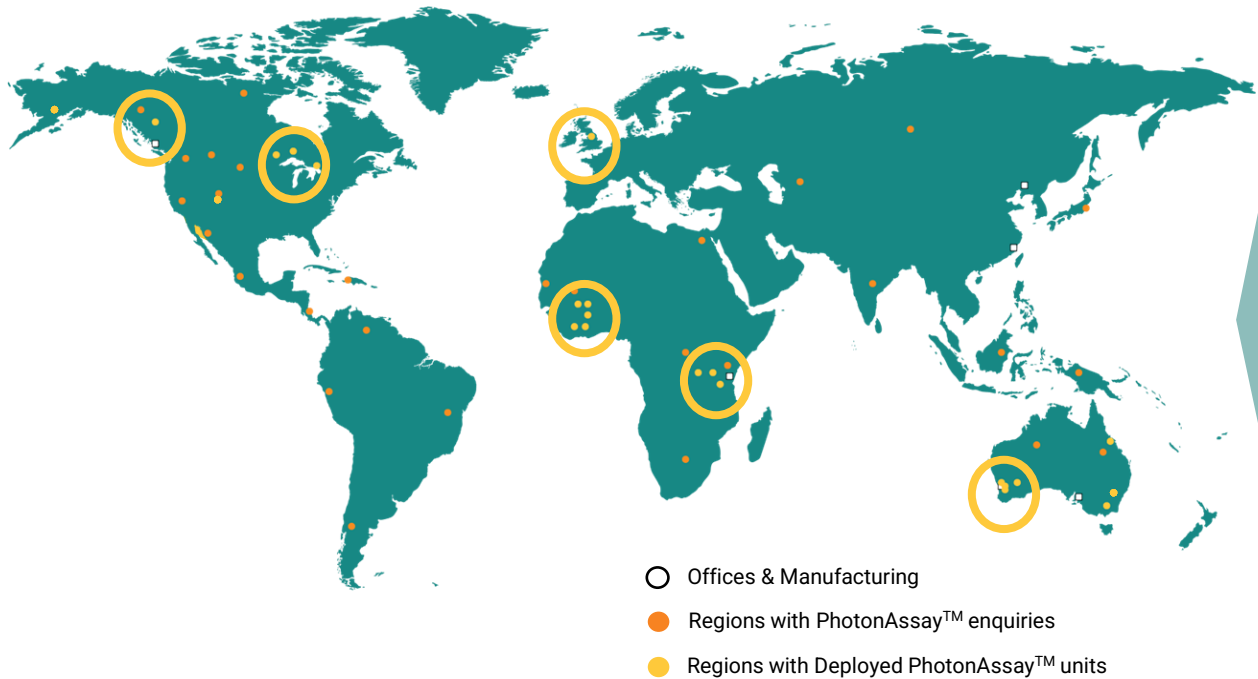 Offices & Manufacturing
Regions with PhotonAssay™ enquiries
Regions with Deployed PhotonAssay™ units